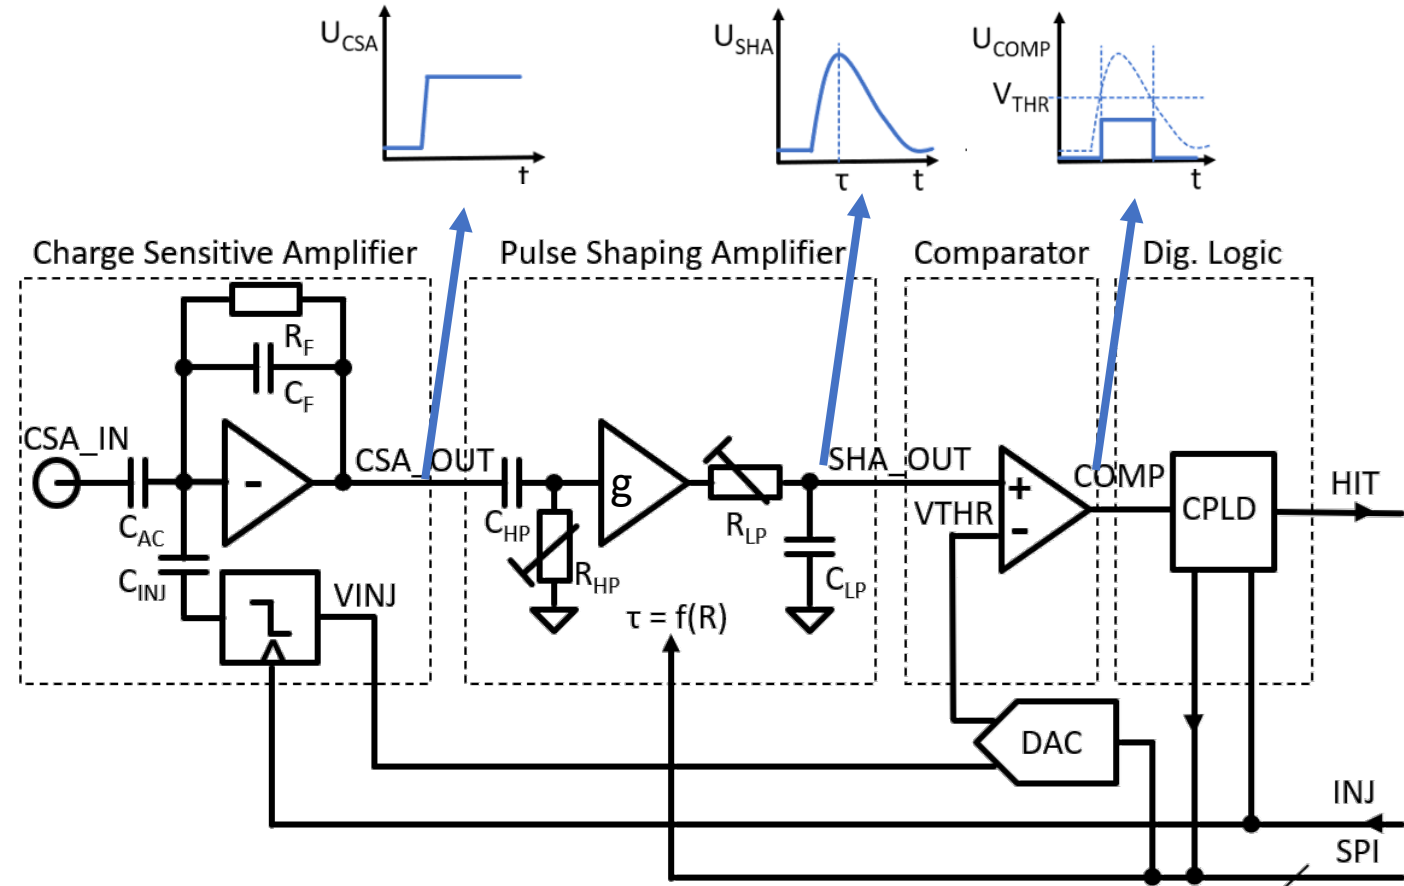 U_CSA
t
U_SHA
τ
t
U_COMP
V_THR
t
Charge Sensitive Amplifier
Pulse Shaping Amplifier
Comparator
Dig. Logic
R_F
C_F
CSA_IN
-
C_AC
C_INJ
VINJ
CSA_OUT
C_HP
R_HP
g
R_LP
C_LP
SHA_OUT
τ = f(R)
VTHR
+
-
COMP
CPLD
HIT
DAC
INJ
SPI